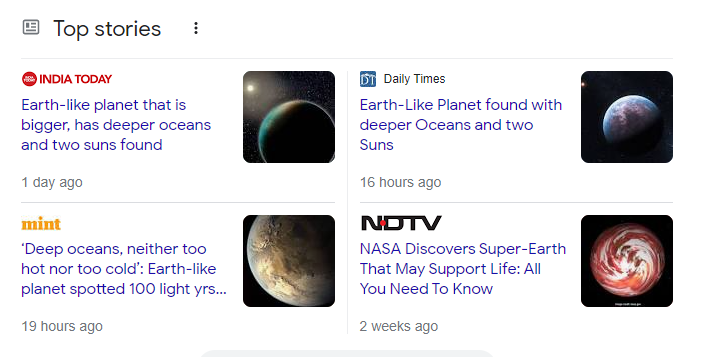 Top stories
INDIA TODAY
Earth-like planet that is
bigger, has deeper oceans
and two suns found
1 day ago
DT Daily Times
Earth-Like Planet found with
deeper Oceans and two
Suns
16 hours ago
mint
‘Deep oceans, neither too
hot nor too cold’: Earth-like
planet spotted 100 light yrs...
19 hours ago
NDTV
NASA Discovers Super-Earth
That May Support Life: All
You Need To Know
2 weeks ago